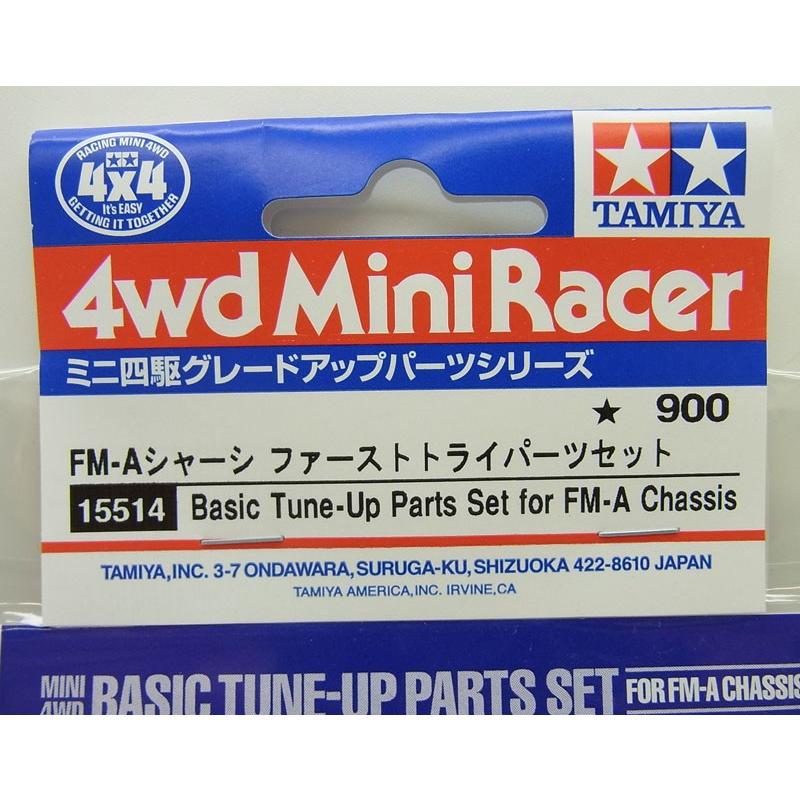 RACING MINI 4WD
4x4
It's EASY
GETTING IT TOGETHER
TAMIYA
4wd Mini Racer
ミニ四駆グレードアップパーツシリーズ
★ 900
FM-Aシャーシ ファーストトライパーツセット
15514 Basic Tune-Up Parts Set for FM-A Chassis
TAMIYA,INC. 3-7 ONDAWARA, SURUGA-KU, SHIZUOKA 422-8610 JAPAN
TAMIYA AMERICA,INC. IRVINE,CA
MINI 4WD BASIC TUNE-UP PARTS SET FOR FM-A CHASSIS